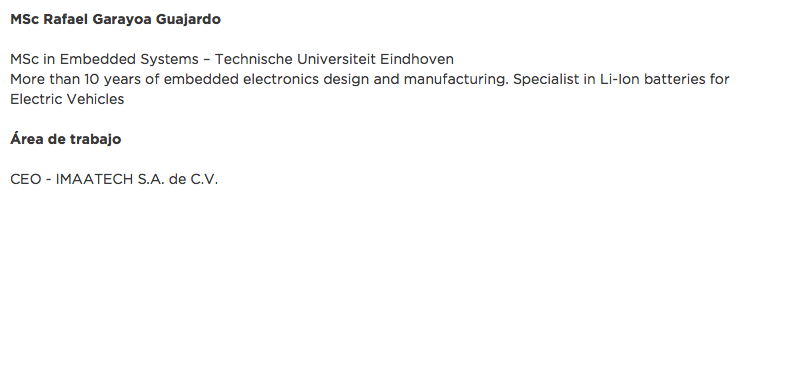 MSc Rafael Garayoa Guajardo
MSc in Embedded Systems – Technische Universiteit Eindhoven
More than 10 years of embedded electronics design and manufacturing. Specialist in Li-Ion batteries for
Electric Vehicles
Área de trabajo
CEO - IMAATECH S.A. de C.V.